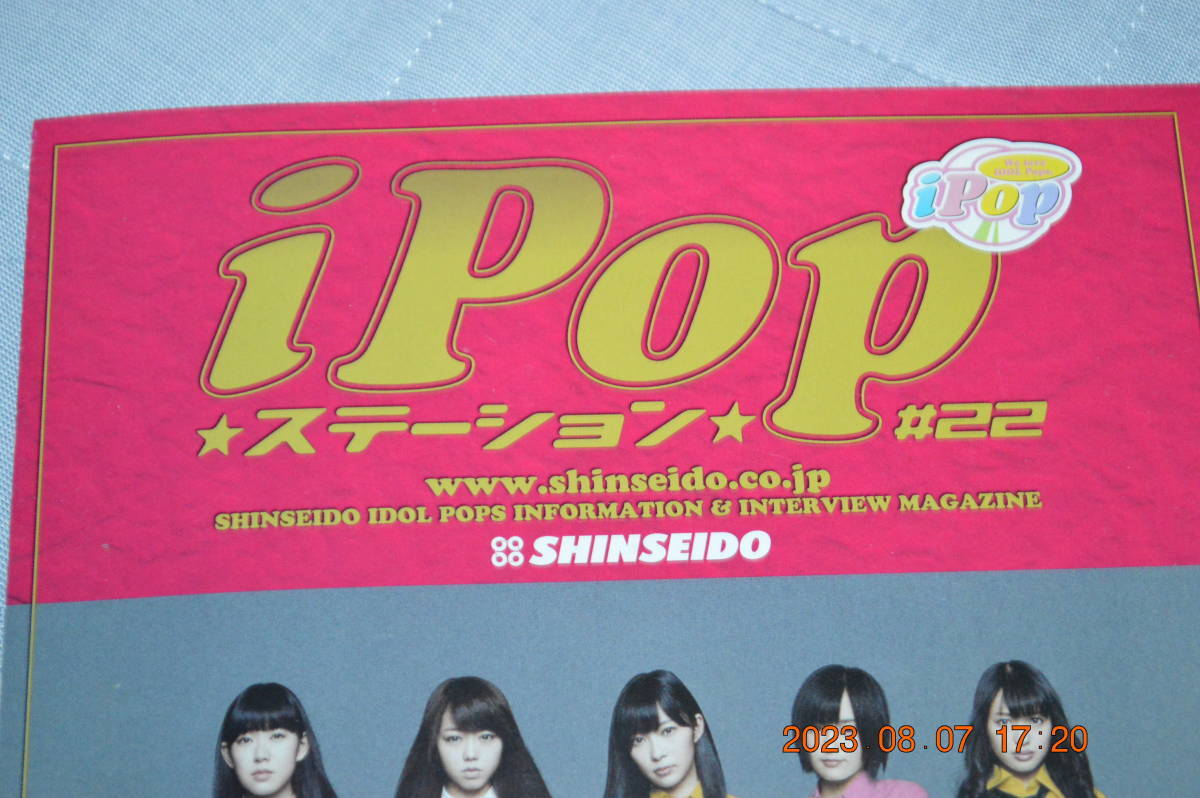 We love
IDOL Pops
iPop
iPop
★ステーション★ #22
www.shinseido.co.jp
SHINSEIDO IDOL POPS INFORMATION & INTERVIEW MAGAZINE
SHINSEIDO
2023.08.07 17:20